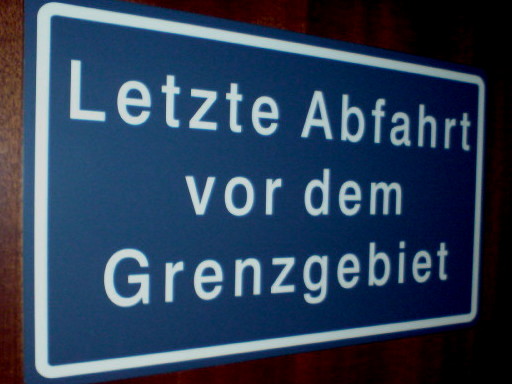 Letzte Abfahrt
vor dem
Grenzgebiet